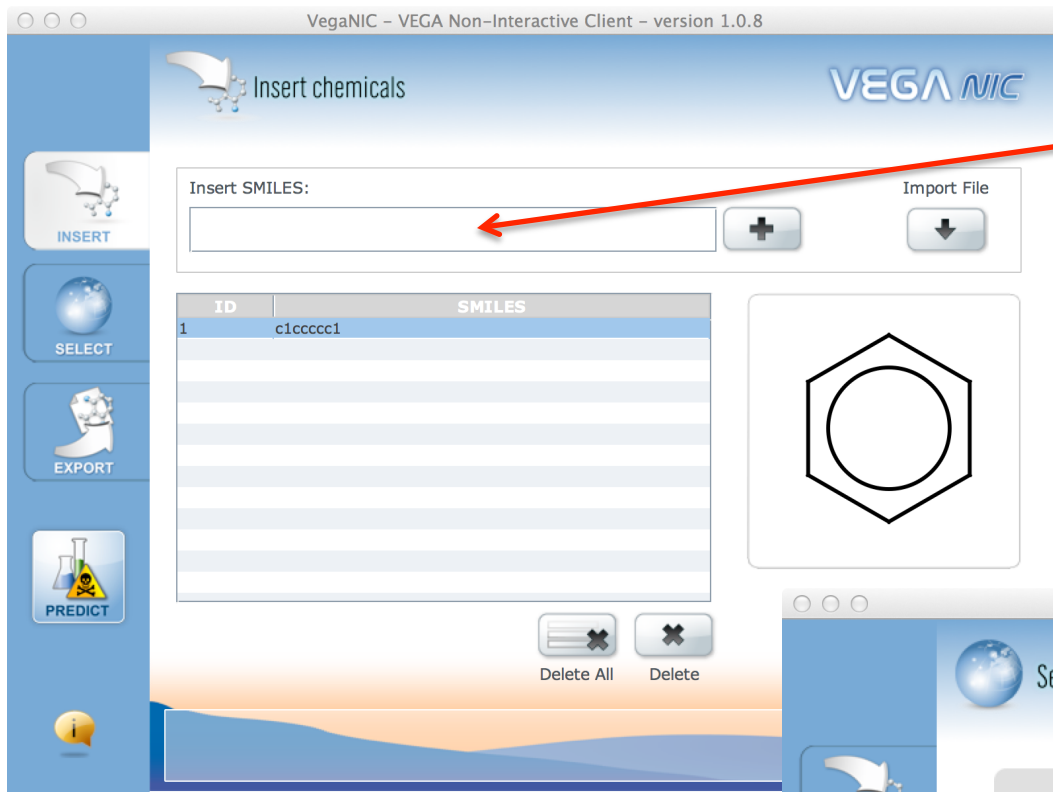 VegaNIC - VEGA Non-Interactive Client - version 1.0.8
Insert chemicals
VEGA NIC
INSERT
SELECT
EXPORT
PREDICT
i
Insert SMILES:
Import File
ID SMILES
1 c1ccccc1
Delete All
Delete